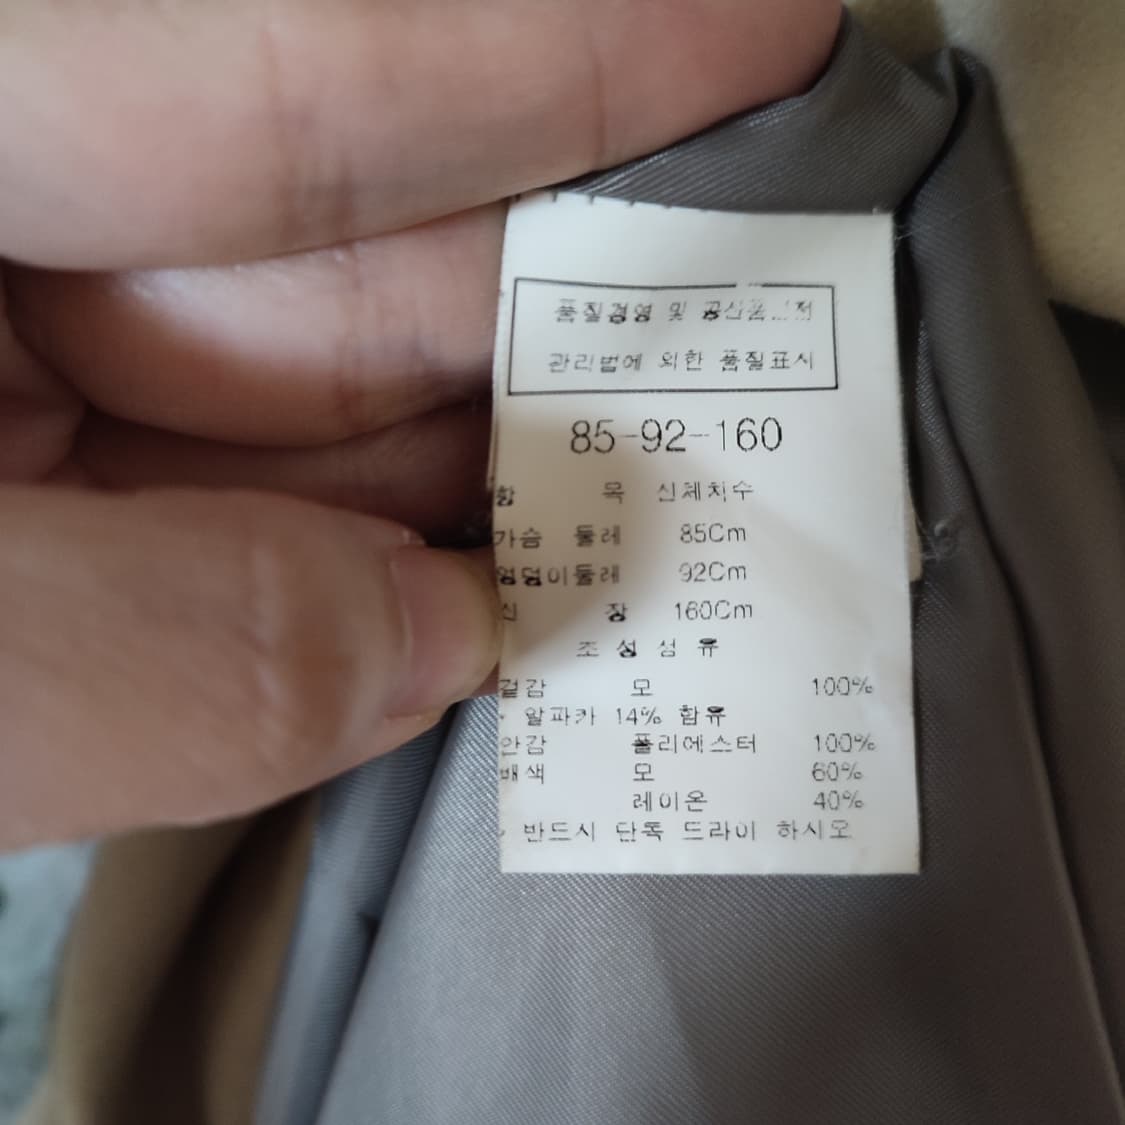 품질경영 및
관리법에 의한 품질표시
85-92-160
항 목 신체치수
가슴 둘레 85Cm
엉덩이둘레 92Cm
신 장 160Cm
조 성 섬 유
겉감 모 100%
알파카 14% 함유
안감 폴리에스터 100%
배색 모 60%
레이온 40%
반드시 단독 드라이 하시오